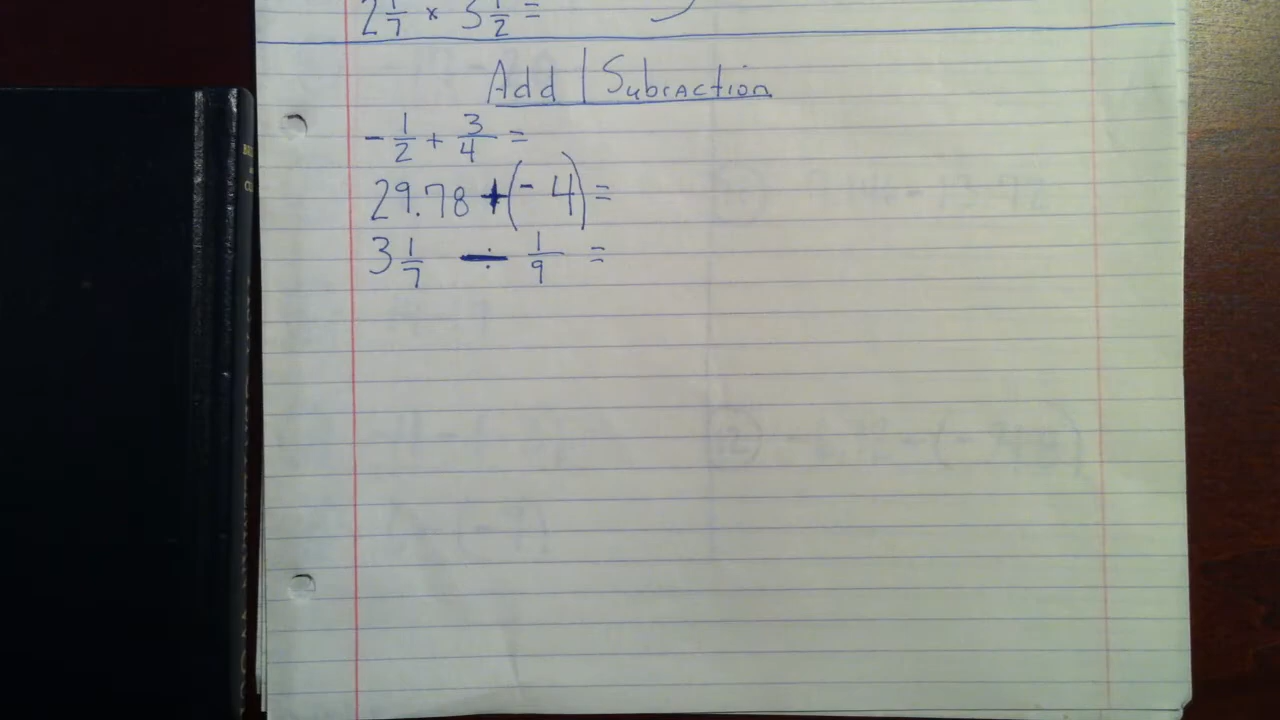 2 1/7 × 3 1/2 =
Add | Subraction
- 1/2 + 3/4 =
29.78 + (- 4) =
3 1/7 ÷ 1/9 =